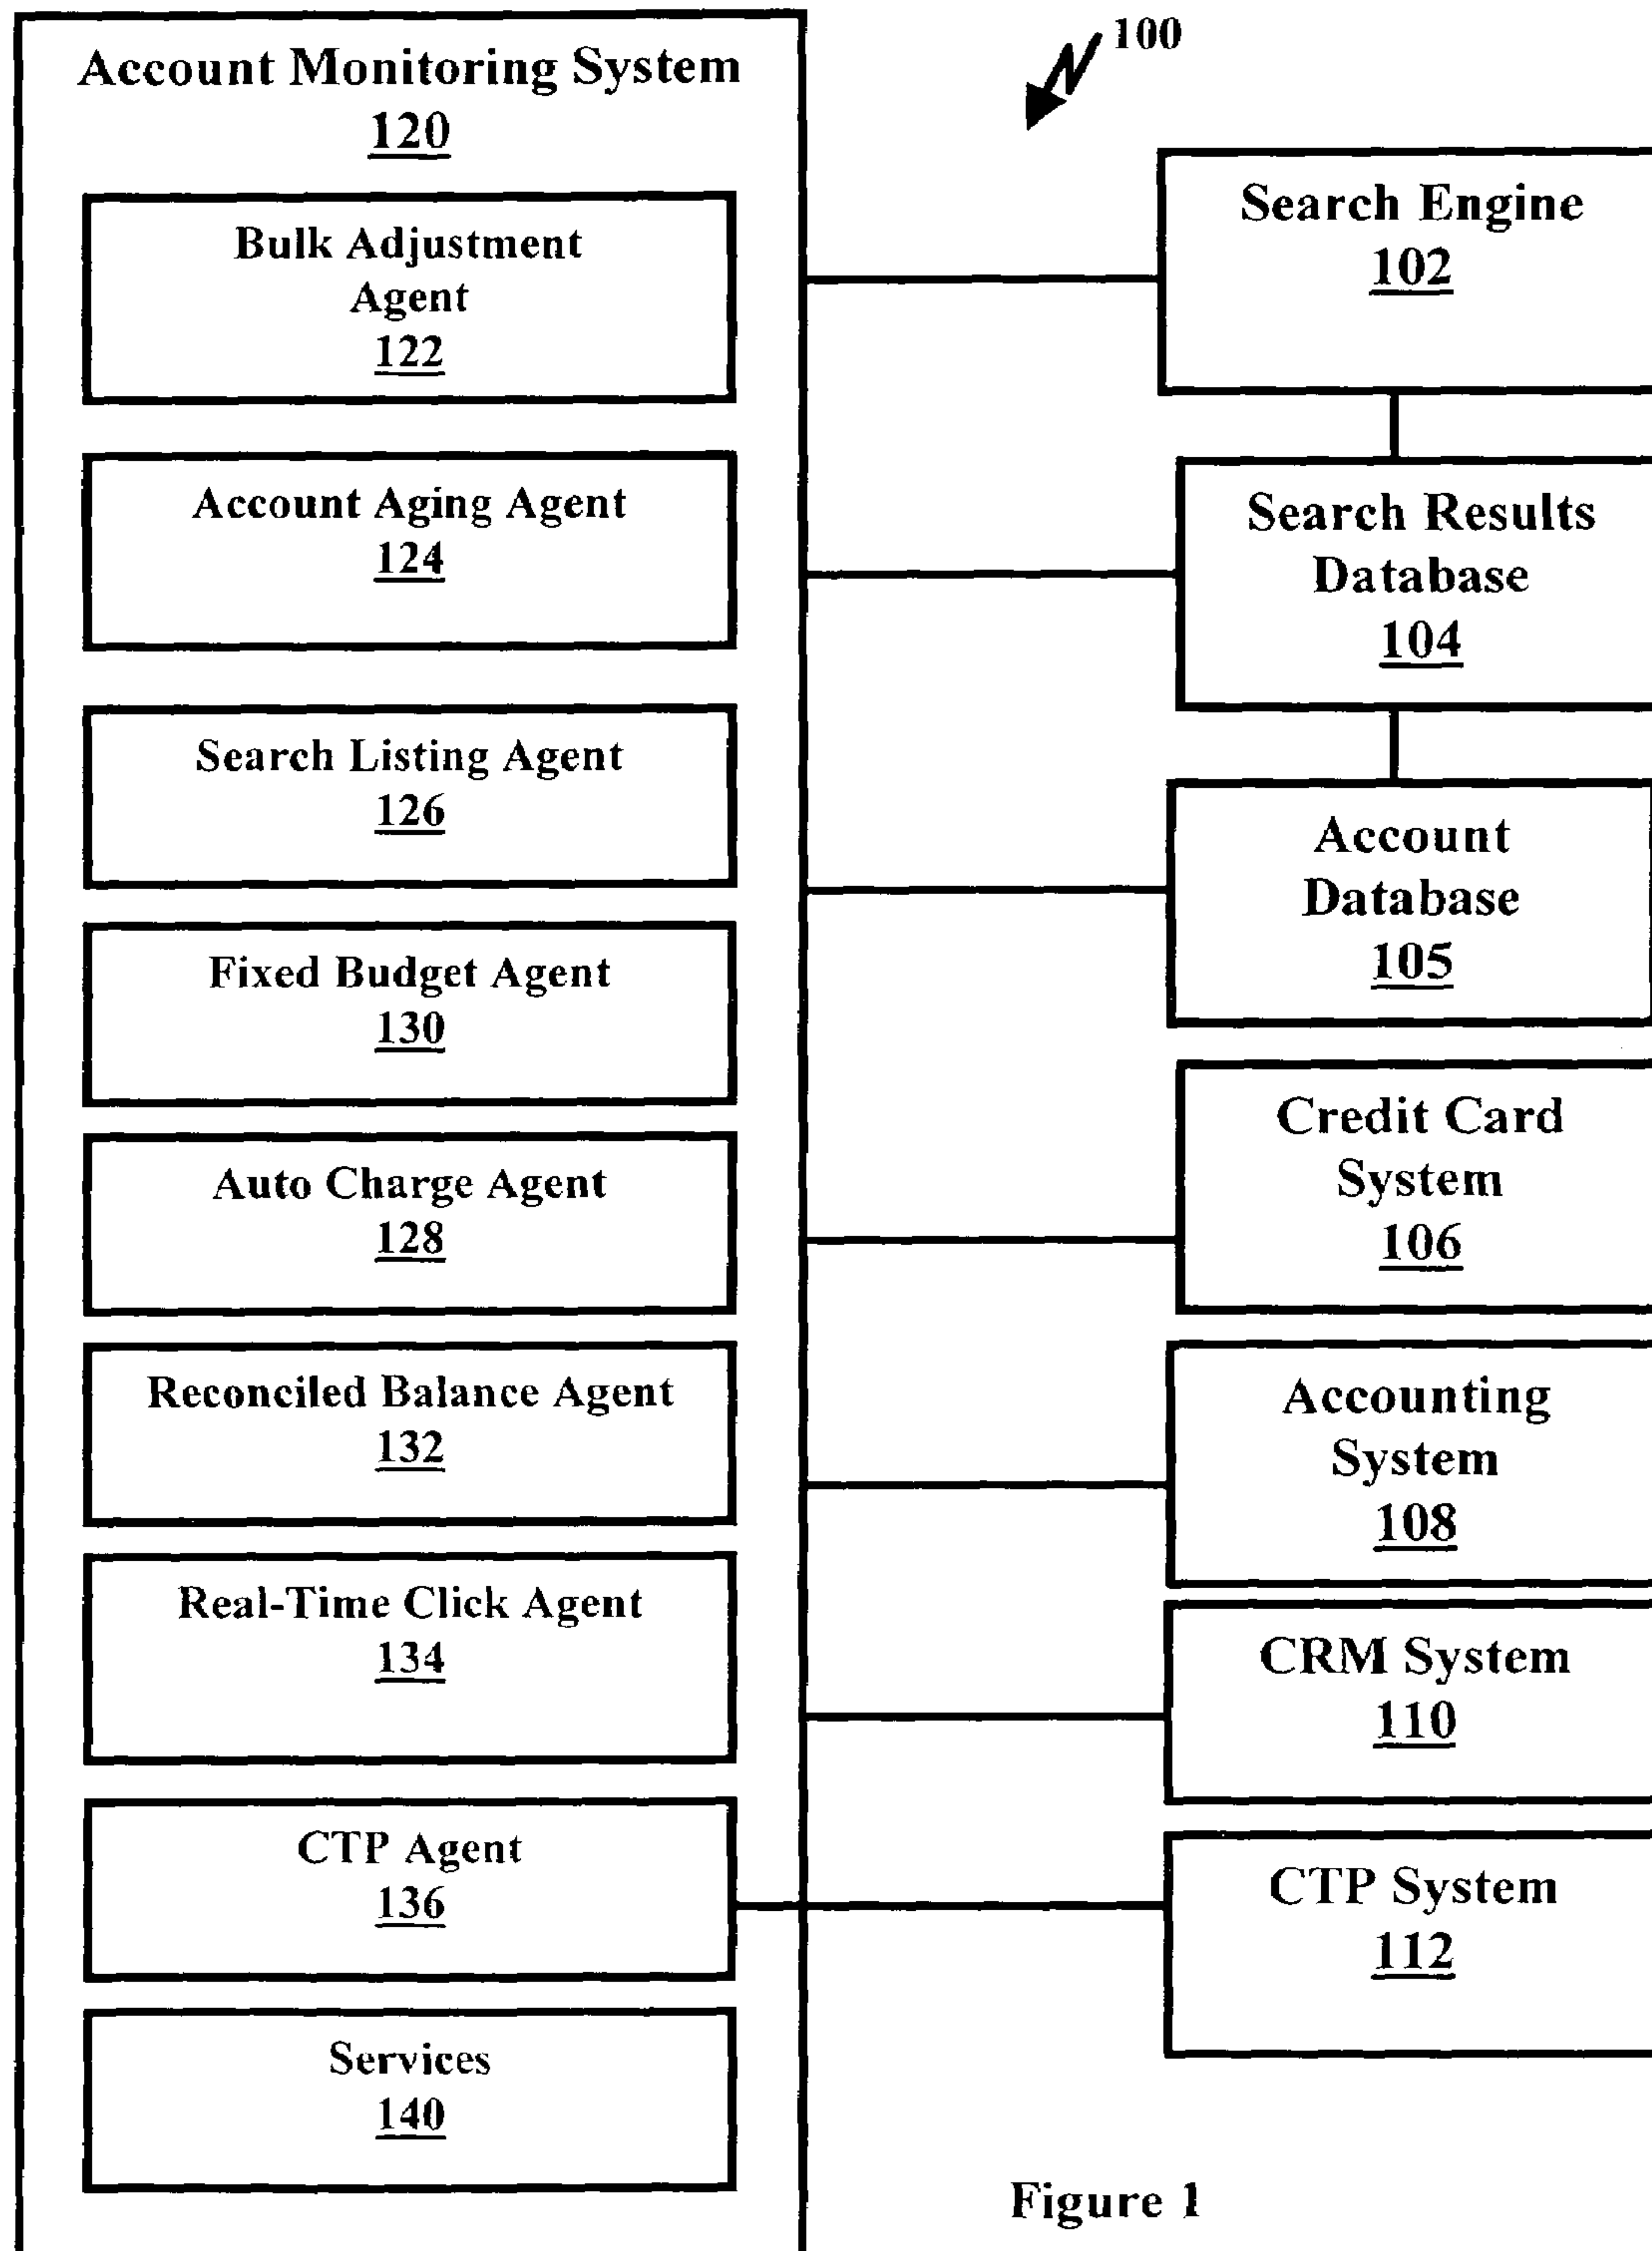 Account Monitoring System
120
Bulk Adjustment
Agent
122
Account Aging Agent
124
Search Listing Agent
126
Fixed Budget Agent
130
Auto Charge Agent
128
Reconciled Balance Agent
132
Real-Time Click Agent
134
CTP Agent
136
Services
140
100
Search Engine
102
Search Results
Database
104
Account
Database
105
Credit Card
System
106
Accounting
System
108
CRM System
110
CTP System
112
Figure 1